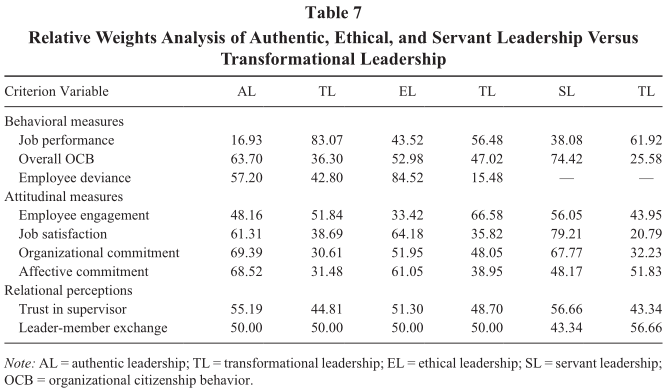 Table 7
Relative Weights Analysis of Authentic, Ethical, and Servant Leadership Versus
Transformational Leadership
Criterion Variable AL TL EL TL SL TL
Behavioral measures
Job performance 16.93 83.07 43.52 56.48 38.08 61.92
Overall OCB 63.70 36.30 52.98 47.02 74.42 25.58
Employee deviance 57.20 42.80 84.52 15.48 — —
Attitudinal measures
Employee engagement 48.16 51.84 33.42 66.58 56.05 43.95
Job satisfaction 61.31 38.69 64.18 35.82 79.21 20.79
Organizational commitment 69.39 30.61 51.95 48.05 67.77 32.23
Affective commitment 68.52 31.48 61.05 38.95 48.17 51.83
Relational perceptions
Trust in supervisor 55.19 44.81 51.30 48.70 56.66 43.34
Leader-member exchange 50.00 50.00 50.00 50.00 43.34 56.66
Note: AL = authentic leadership; TL = transformational leadership; EL = ethical leadership; SL = servant leadership;
OCB = organizational citizenship behavior.